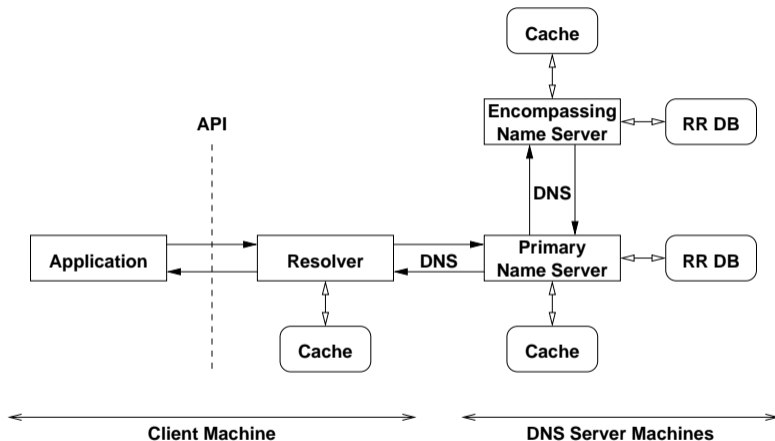 Cache
Encompassing
Name Server
RR DB
API
DNS
Application
Resolver
DNS
Primary
Name Server
RR DB
Cache
Cache
Client Machine
DNS Server Machines